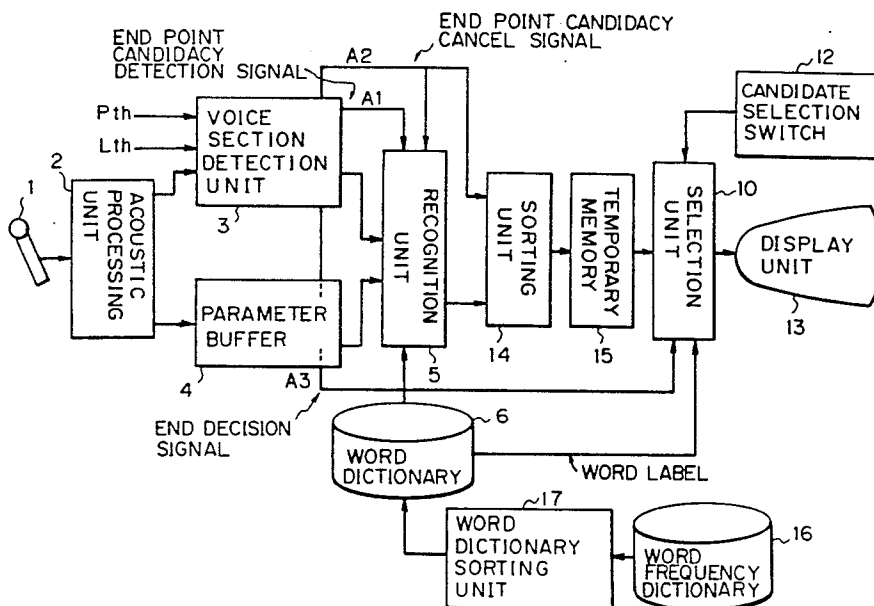 END POINT
CANDIDACY
DETECTION
SIGNAL
A2
END POINT CANDIDACY
CANCEL SIGNAL
A1
Pth
Lth
VOICE
SECTION
DETECTION
UNIT
3
1
2
ACOUSTIC
PROCESSING
UNIT
PARAMETER
BUFFER
4
A3
END DECISION
SIGNAL
RECOGNITION
UNIT
5
SORTING
UNIT
14
TEMPORARY
MEMORY
15
10
SELECTION
UNIT
12
CANDIDATE
SELECTION
SWITCH
DISPLAY
UNIT
13
6
WORD
DICTIONARY
WORD LABEL
17
WORD
DICTIONARY
SORTING
UNIT
16
WORD
FREQUENCY
DICTIONARY